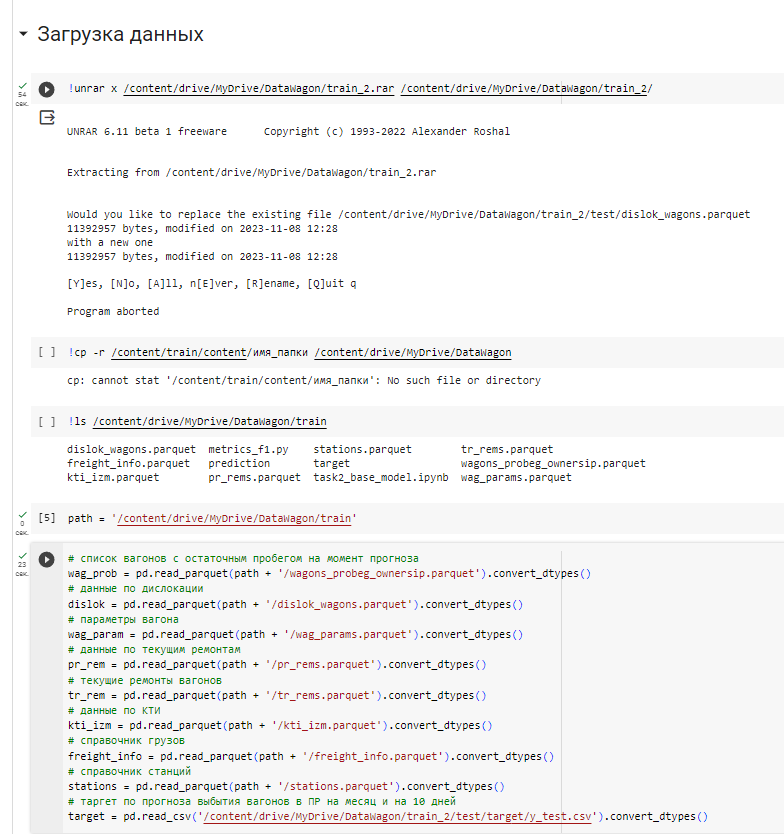 Загрузка данных
54
сек.
!unrar x /content/drive/MyDrive/DataWagon/train_2.rar /content/drive/MyDrive/DataWagon/train_2/
UNRAR 6.11 beta 1 freeware      Copyright (c) 1993-2022 Alexander Roshal
Extracting from /content/drive/MyDrive/DataWagon/train_2.rar
Would you like to replace the existing file /content/drive/MyDrive/DataWagon/train_2/test/dislok_wagons.parquet
11392957 bytes, modified on 2023-11-08 12:28
with a new one
11392957 bytes, modified on 2023-11-08 12:28
[Y]es, [N]o, [A]ll, n[E]ver, [R]ename, [Q]uit q
Program aborted
[ ] !cp -r /content/train/content/имя_папки /content/drive/MyDrive/DataWagon
cp: cannot stat '/content/train/content/имя_папки': No such file or directory
[ ] !ls /content/drive/MyDrive/DataWagon/train
dislok_wagons.parquet  metrics_f1.py    stations.parquet        tr_rems.parquet
freight_info.parquet   prediction       target                  wagons_probeg_ownersip.parquet
kti_izm.parquet        pr_rems.parquet  task2_base_model.ipynb  wag_params.parquet
0
сек.
[5] path = '/content/drive/MyDrive/DataWagon/train'
23
сек.
# список вагонов с остаточным пробегом на момент прогноза
wag_prob = pd.read_parquet(path + '/wagons_probeg_ownersip.parquet').convert_dtypes()
# данные по дислокации
dislok = pd.read_parquet(path + '/dislok_wagons.parquet').convert_dtypes()
# параметры вагона
wag_param = pd.read_parquet(path + '/wag_params.parquet').convert_dtypes()
# данные по текущим ремонтам
pr_rem = pd.read_parquet(path + '/pr_rems.parquet').convert_dtypes()
# текущие ремонты вагонов
tr_rem = pd.read_parquet(path + '/tr_rems.parquet').convert_dtypes()
# данные по КТИ
kti_izm = pd.read_parquet(path + '/kti_izm.parquet').convert_dtypes()
# справочник грузов
freight_info = pd.read_parquet(path + '/freight_info.parquet').convert_dtypes()
# справочник станций
stations = pd.read_parquet(path + '/stations.parquet').convert_dtypes()
# таргет по прогноза выбытия вагонов в ПР на месяц и на 10 дней
target = pd.read_csv('/content/drive/MyDrive/DataWagon/train_2/test/target/y_test.csv').convert_dtypes()